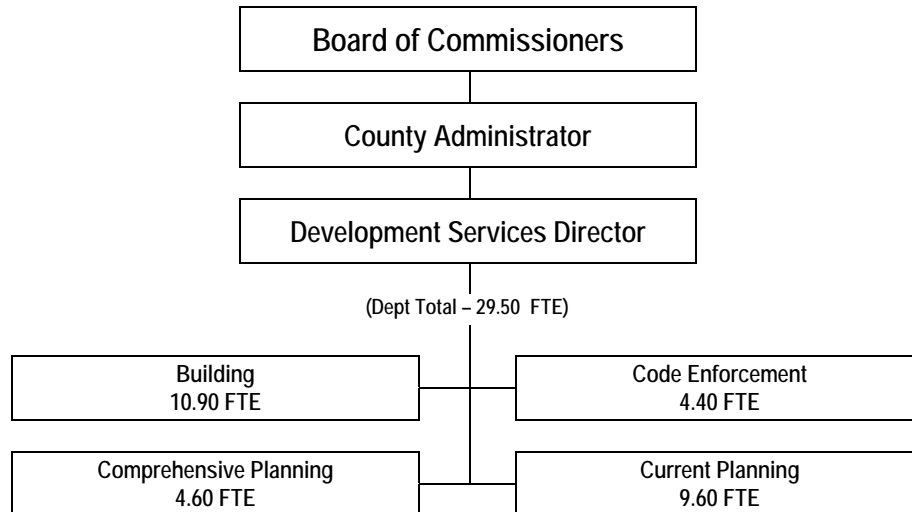 Board of Commissioners
County Administrator
Development Services Director
(Dept Total – 29.50 FTE)
Building
10.90 FTE
Code Enforcement
4.40 FTE
Comprehensive Planning
4.60 FTE
Current Planning
9.60 FTE